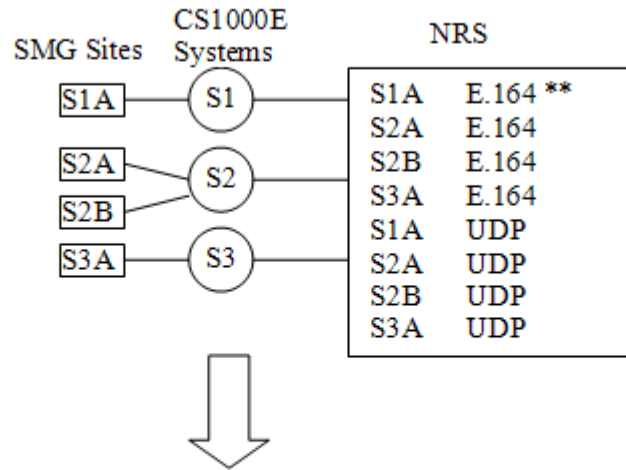 SMG Sites
CS1000E
Systems
NRS
S1A
S2A
S2B
S3A
S1
S2
S3
S1A E.164 **
S2A E.164
S2B E.164
S3A E.164
S1A UDP
S2A UDP
S2B UDP
S3A UDP